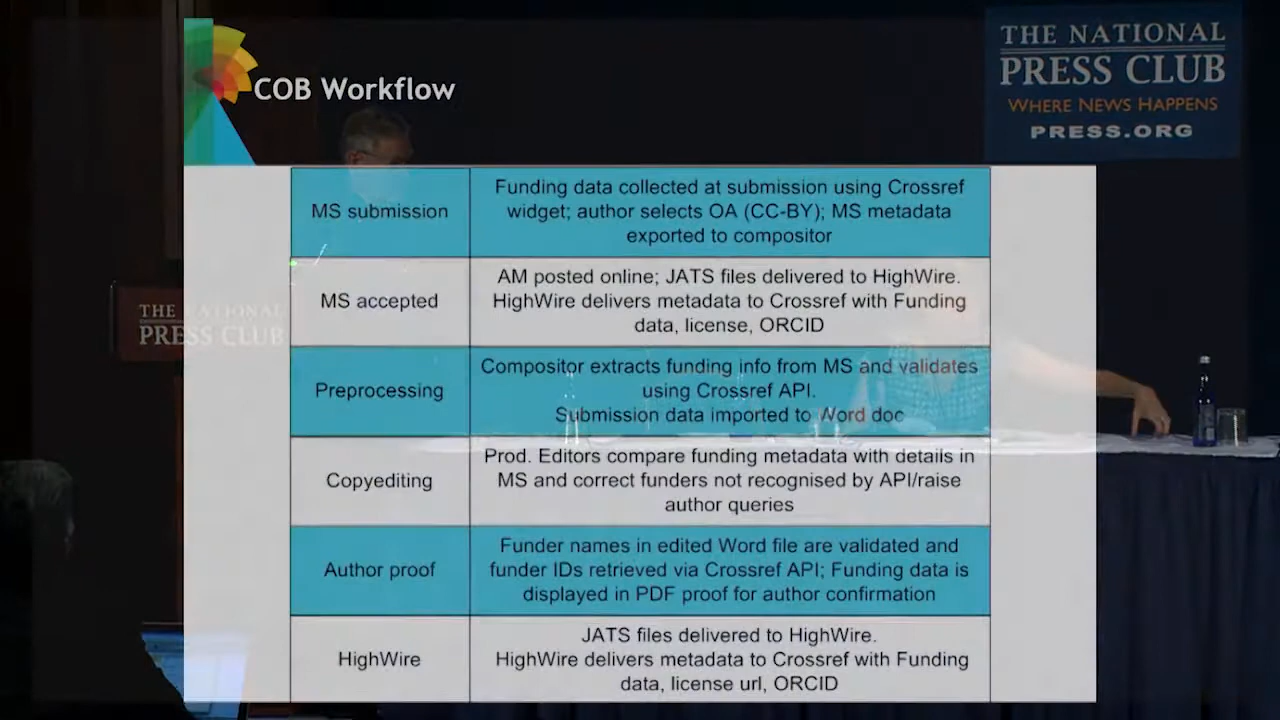 COB Workflow
THE NATIONAL
PRESS CLUB
WHERE NEWS HAPPENS
PRESS.ORG
THE NATIONAL
PRESS CLUB
MS submission
Funding data collected at submission using Crossref
widget; author selects OA (CC-BY); MS metadata
exported to compositor
MS accepted
AM posted online; JATS files delivered to HighWire.
HighWire delivers metadata to Crossref with Funding
data, license, ORCID
Preprocessing
Compositor extracts funding info from MS and validates
using Crossref API.
Submission data imported to Word doc
Copyediting
Prod. Editors compare funding metadata with details in
MS and correct funders not recognised by API/raise
author queries
Author proof
Funder names in edited Word file are validated and
funder IDs retrieved via Crossref API; Funding data is
displayed in PDF proof for author confirmation
HighWire
JATS files delivered to HighWire.
HighWire delivers metadata to Crossref with Funding
data, license url, ORCID